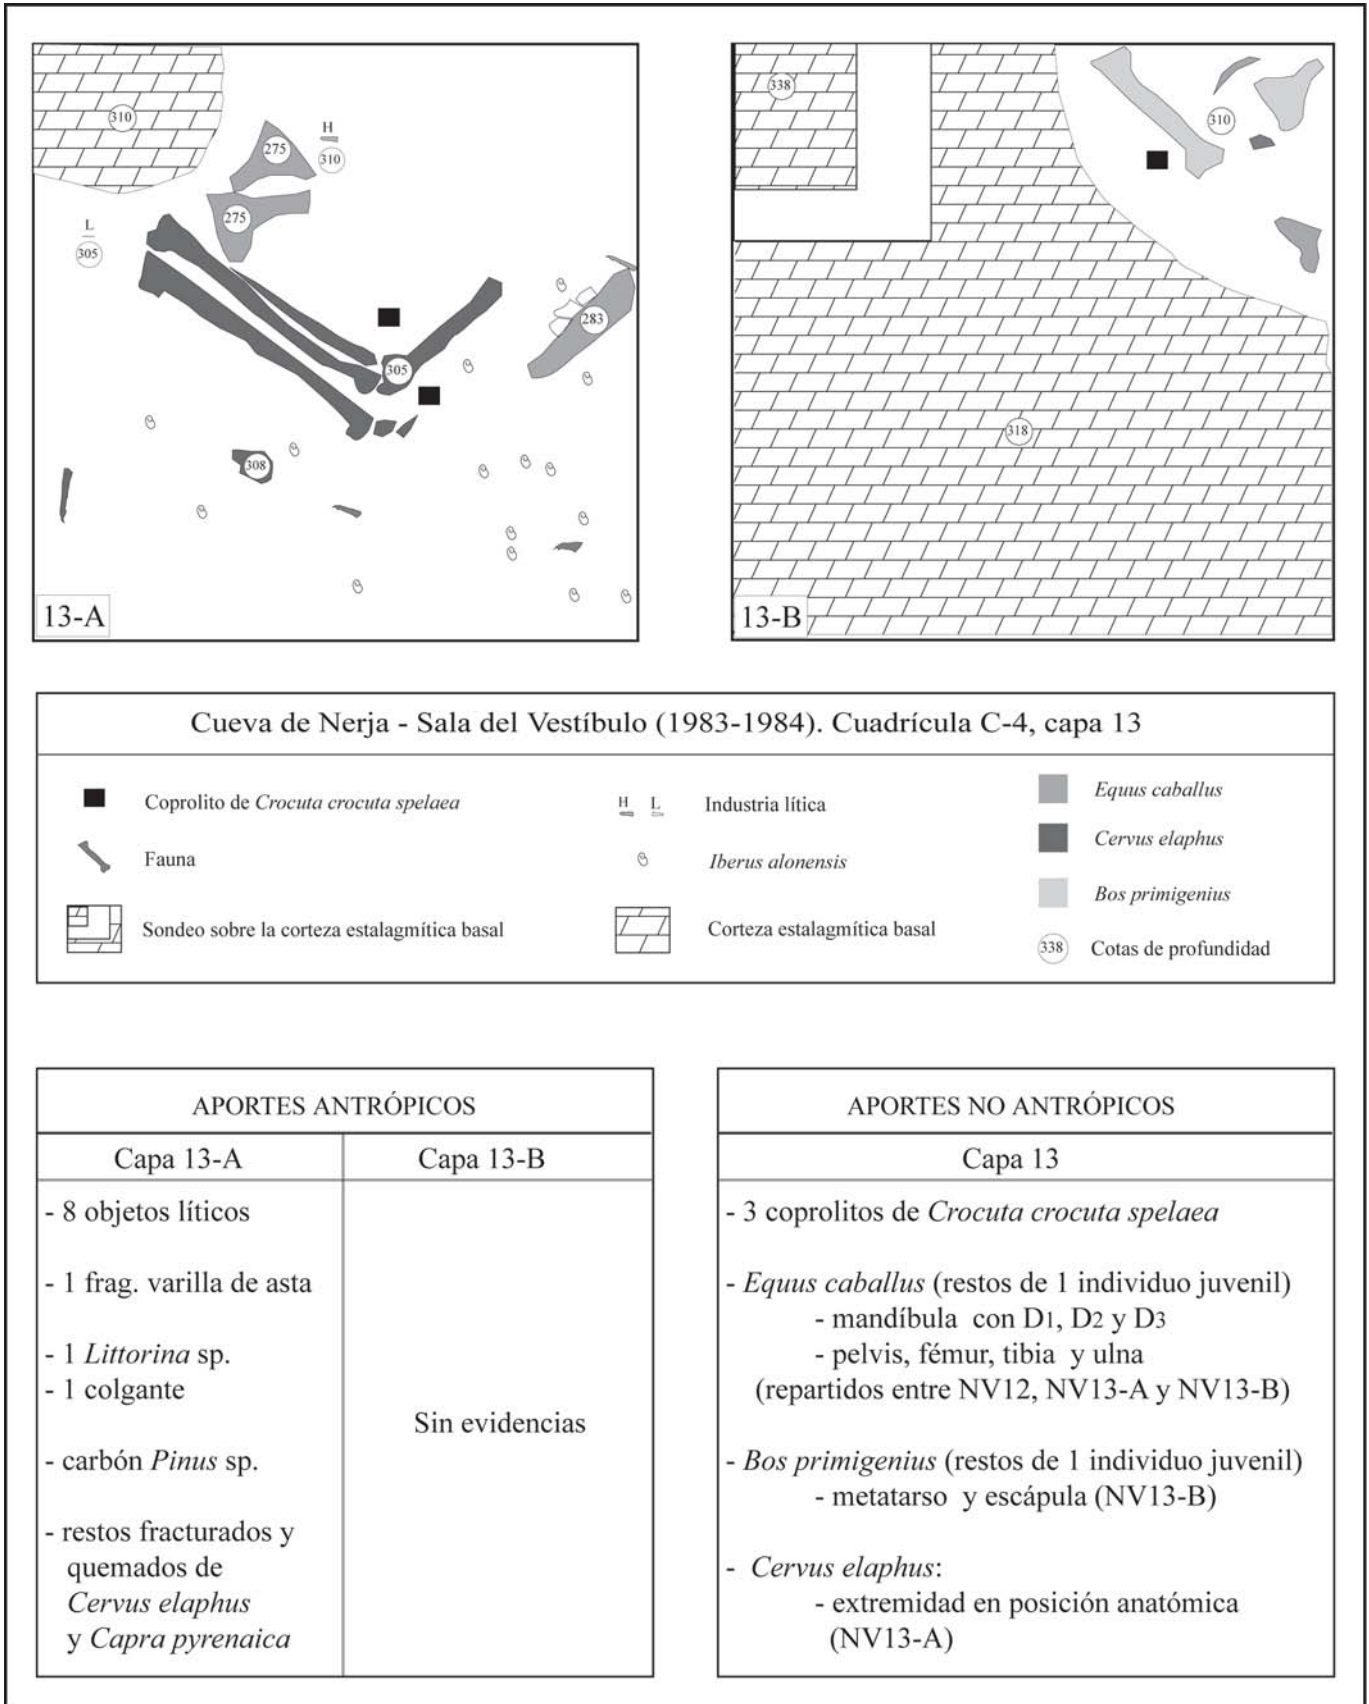 310
275
H
310
275
L
305
283
305
308
13-A
338
310
318
13-B
Cueva de Nerja - Sala del Vestíbulo (1983-1984). Cuadrícula C-4, capa 13
Coprolito de Crocuta crocuta spelaea
Fauna
Sondeo sobre la corteza estalagmítica basal
H L Industria lítica
Iberus alonensis
Corteza estalagmítica basal
Equus caballus
Cervus elaphus
Bos primigenius
338 Cotas de profundidad
APORTES ANTRÓPICOS
Capa 13-A
- 8 objetos líticos
- 1 frag. varilla de asta
- 1 Littorina sp.
- 1 colgante
- carbón Pinus sp.
- restos fracturados y
quemados de
Cervus elaphus
y Capra pyrenaica
Capa 13-B
Sin evidencias
APORTES NO ANTRÓPICOS
Capa 13
- 3 coprolitos de Crocuta crocuta spelaea
- Equus caballus (restos de 1 individuo juvenil)
- mandíbula con D1, D2 y D3
- pelvis, fémur, tibia y ulna
(repartidos entre NV12, NV13-A y NV13-B)
- Bos primigenius (restos de 1 individuo juvenil)
- metatarso y escápula (NV13-B)
- Cervus elaphus:
- extremidad en posición anatómica
(NV13-A)